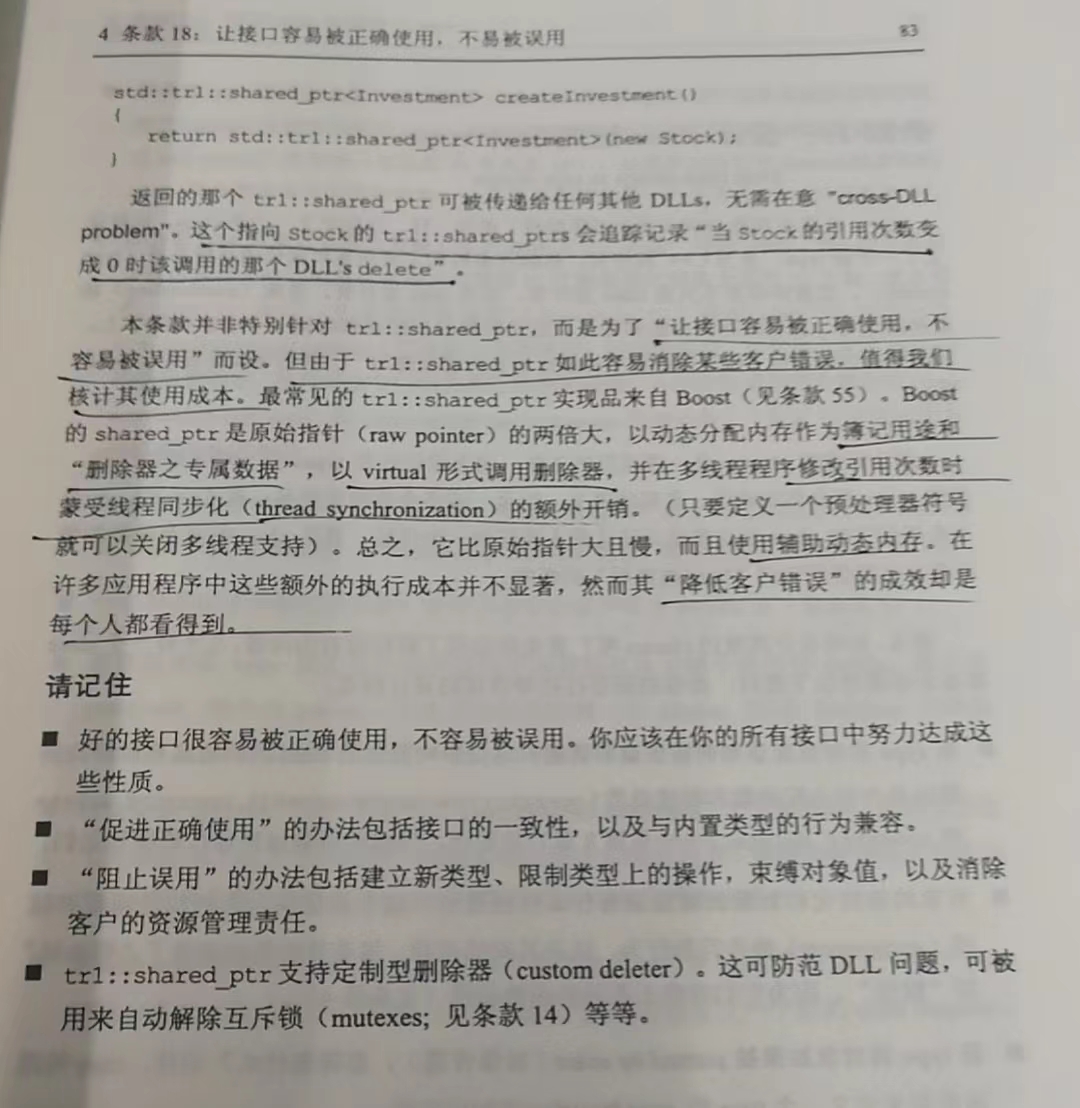 4 条款 18：让接口容易被正确使用，不易被误用 83
std::tr1::shared_ptr<Investment> createInvestment()
{
return std::tr1::shared_ptr<Investment>(new Stock);
}
返回的那个 tr1::shared_ptr 可被传递给任何其他 DLLs，无需在意 "cross-DLL
problem"。这个指向 Stock 的 tr1::shared_ptrs 会追踪记录“当 Stock 的引用次数变
成 0 时该调用的那个 DLL's delete”。
本条款并非特别针对 tr1::shared_ptr，而是为了“让接口容易被正确使用，不
容易被误用”而设。但由于 tr1::shared_ptr 如此容易消除某些客户错误，值得我们
核计其使用成本。最常见的 tr1::shared_ptr 实现品来自 Boost（见条款 55）。Boost
的 shared_ptr 是原始指针（raw pointer）的两倍大，以动态分配内存作为簿记用途和
“删除器之专属数据”，以 virtual 形式调用删除器，并在多线程程序修改引用次数时
蒙受线程同步化（thread synchronization）的额外开销。（只要定义一个预处理器符号
就可以关闭多线程支持）。总之，它比原始指针大且慢，而且使用辅助动态内存。在
许多应用程序中这些额外的执行成本并不显著，然而其“降低客户错误”的成效却是
每个人都看得到。
请记住
■ 好的接口很容易被正确使用，不容易被误用。你应该在你的所有接口中努力达成这
些性质。
■ “促进正确使用”的办法包括接口的一致性，以及与内置类型的行为兼容。
■ “阻止误用”的办法包括建立新类型、限制类型上的操作，束缚对象值，以及消除
客户的资源管理责任。
■ tr1::shared_ptr 支持定制型删除器（custom deleter）。这可防范 DLL 问题，可被
用来自动解除互斥锁（mutexes; 见条款 14）等等。